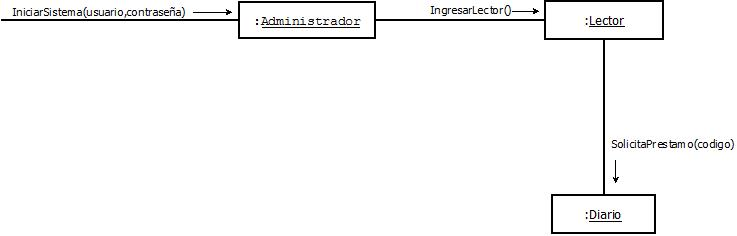 IniciarSistema(usuario,contraseña)
:Administrador
IngresarLector()
:Lector
SolicitaPrestamo(codigo)
:Diario